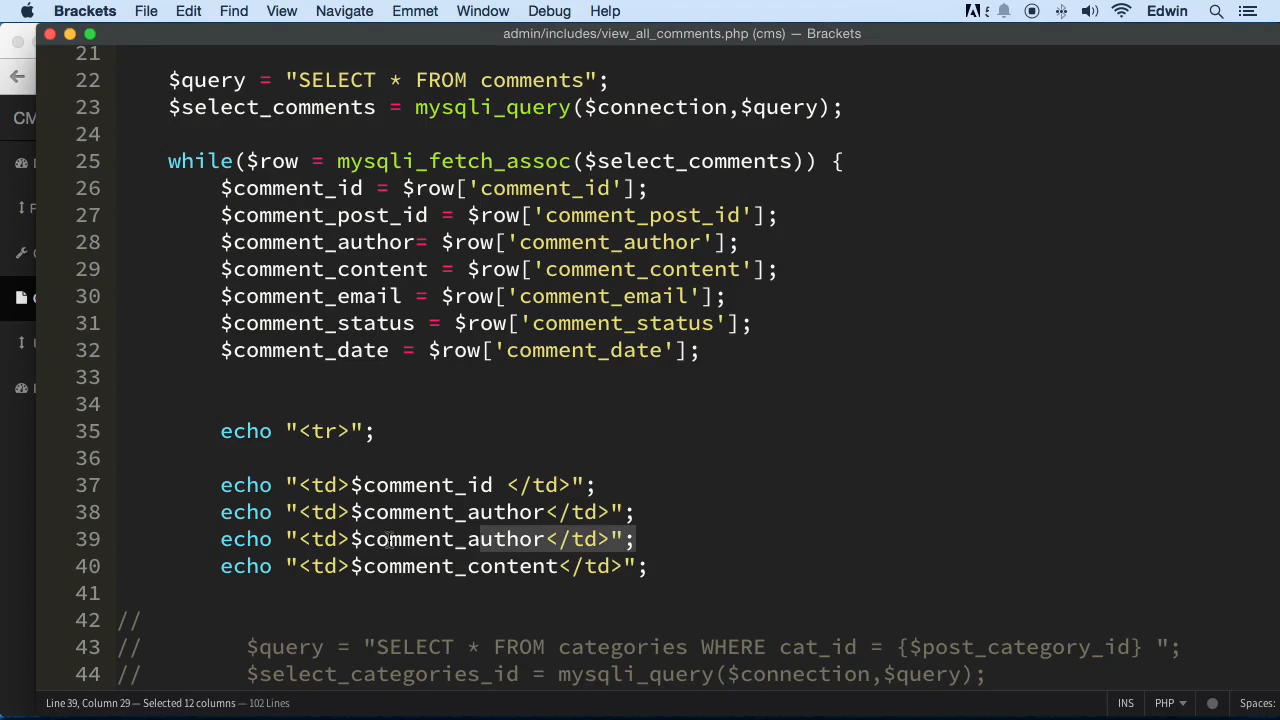 Brackets File Edit Find View Navigate Emmet Window Debug Help Edwin
admin/includes/view_all_comments.php (cms) — Brackets
21
22 $query = "SELECT * FROM comments";
23 $select_comments = mysqli_query($connection,$query);
24
25 while($row = mysqli_fetch_assoc($select_comments)) {
26 $comment_id = $row['comment_id'];
27 $comment_post_id = $row['comment_post_id'];
28 $comment_author= $row['comment_author'];
29 $comment_content = $row['comment_content'];
30 $comment_email = $row['comment_email'];
31 $comment_status = $row['comment_status'];
32 $comment_date = $row['comment_date'];
33
34
35 echo "<tr>";
36
37 echo "<td>$comment_id </td>";
38 echo "<td>$comment_author</td>";
39 echo "<td>$comment_author</td>";
40 echo "<td>$comment_content</td>";
41
42 //
43 // $query = "SELECT * FROM categories WHERE cat_id = {$post_category_id} ";
44 // $select_categories_id = mysqli_query($connection,$query);
CM
Line 39, Column 29 — Selected 12 columns — 102 Lines INS PHP Spaces: